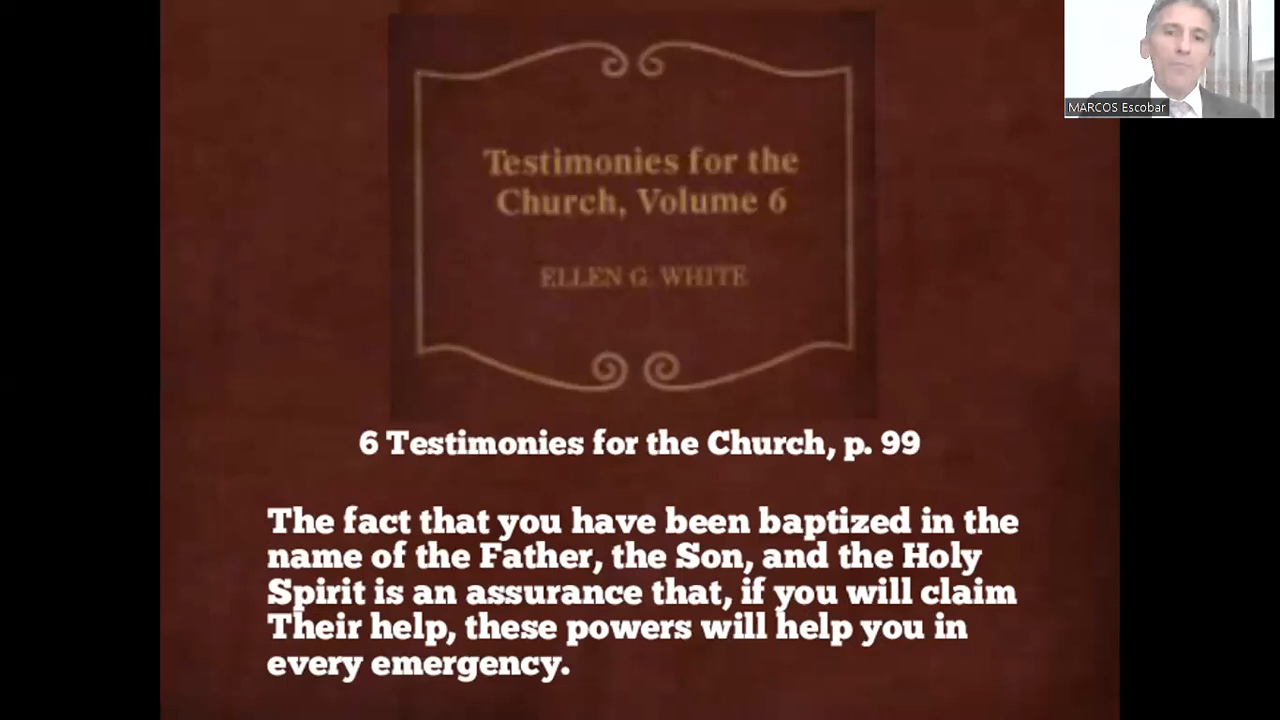 Testimonies for the
Church, Volume 6
ELLEN G. WHITE
MARCOS Escobar
6 Testimonies for the Church, p. 99
The fact that you have been baptized in the
name of the Father, the Son, and the Holy
Spirit is an assurance that, if you will claim
Their help, these powers will help you in
every emergency.